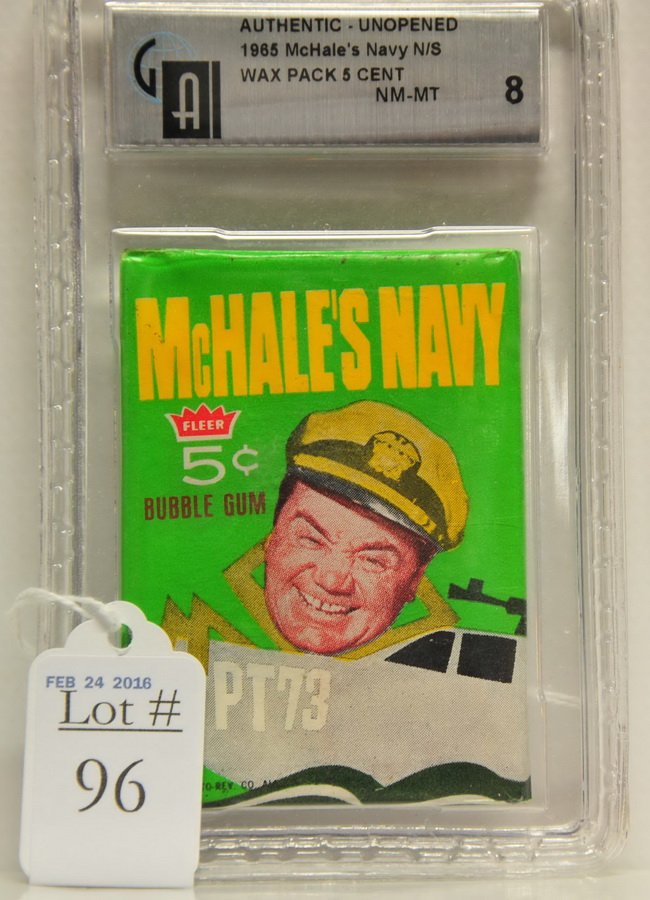 AUTHENTIC - UNOPENED
1965 McHale's Navy N/S
WAX PACK 5 CENT
NM-MT 8
GAI
McHALE'S NAVY
FLEER
5¢
BUBBLE GUM
PT73
FEB 24 2016
Lot #
96